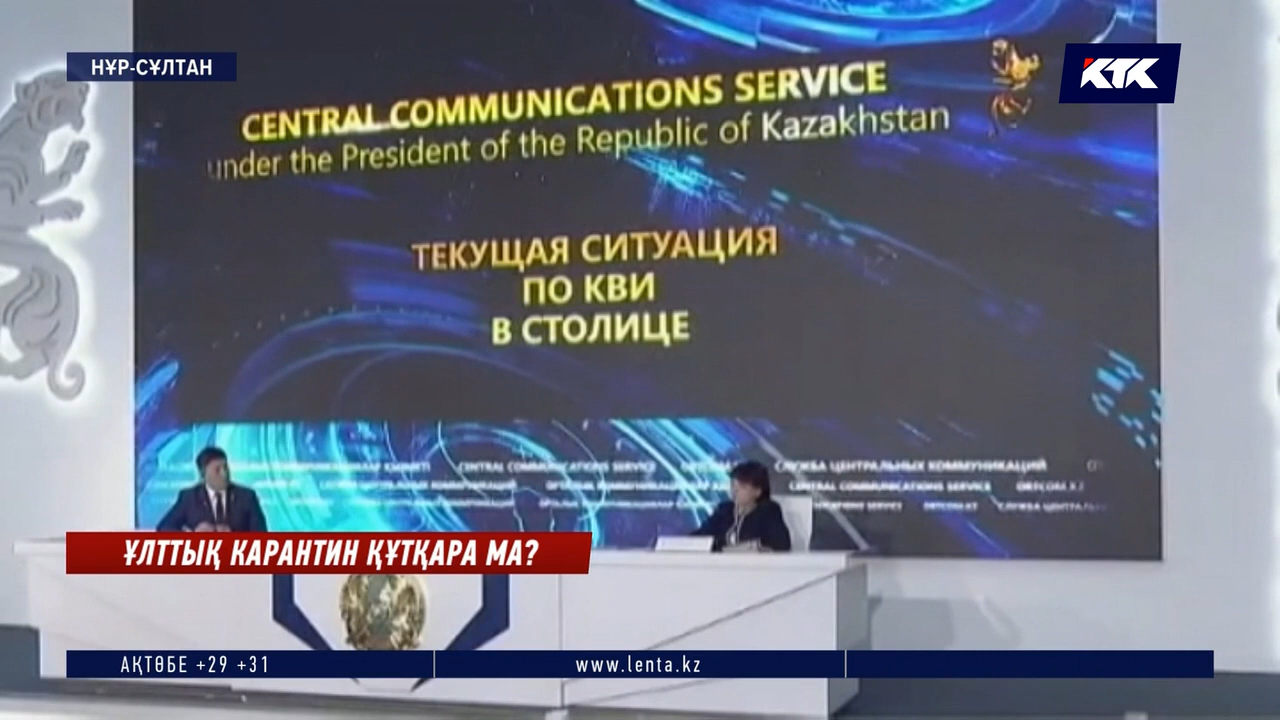 НҰР-СҰЛТАН
КТК
CENTRAL COMMUNICATIONS SERVICE
under the President of the Republic of Kazakhstan
ТЕКУЩАЯ СИТУАЦИЯ
ПО КВИ
В СТОЛИЦЕ
CENTRAL COMMUNICATIONS SERVICE
СЛУЖБА ЦЕНТРАЛЬНЫХ КОММУНИКАЦИЙ
CENTRAL COMMUNICATIONS SERVICE ORTCOM.KZ
ҰЛТТЫҚ КАРАНТИН ҚҰТҚАРА МА?
АҚТӨБЕ +29 +31
www.lenta.kz